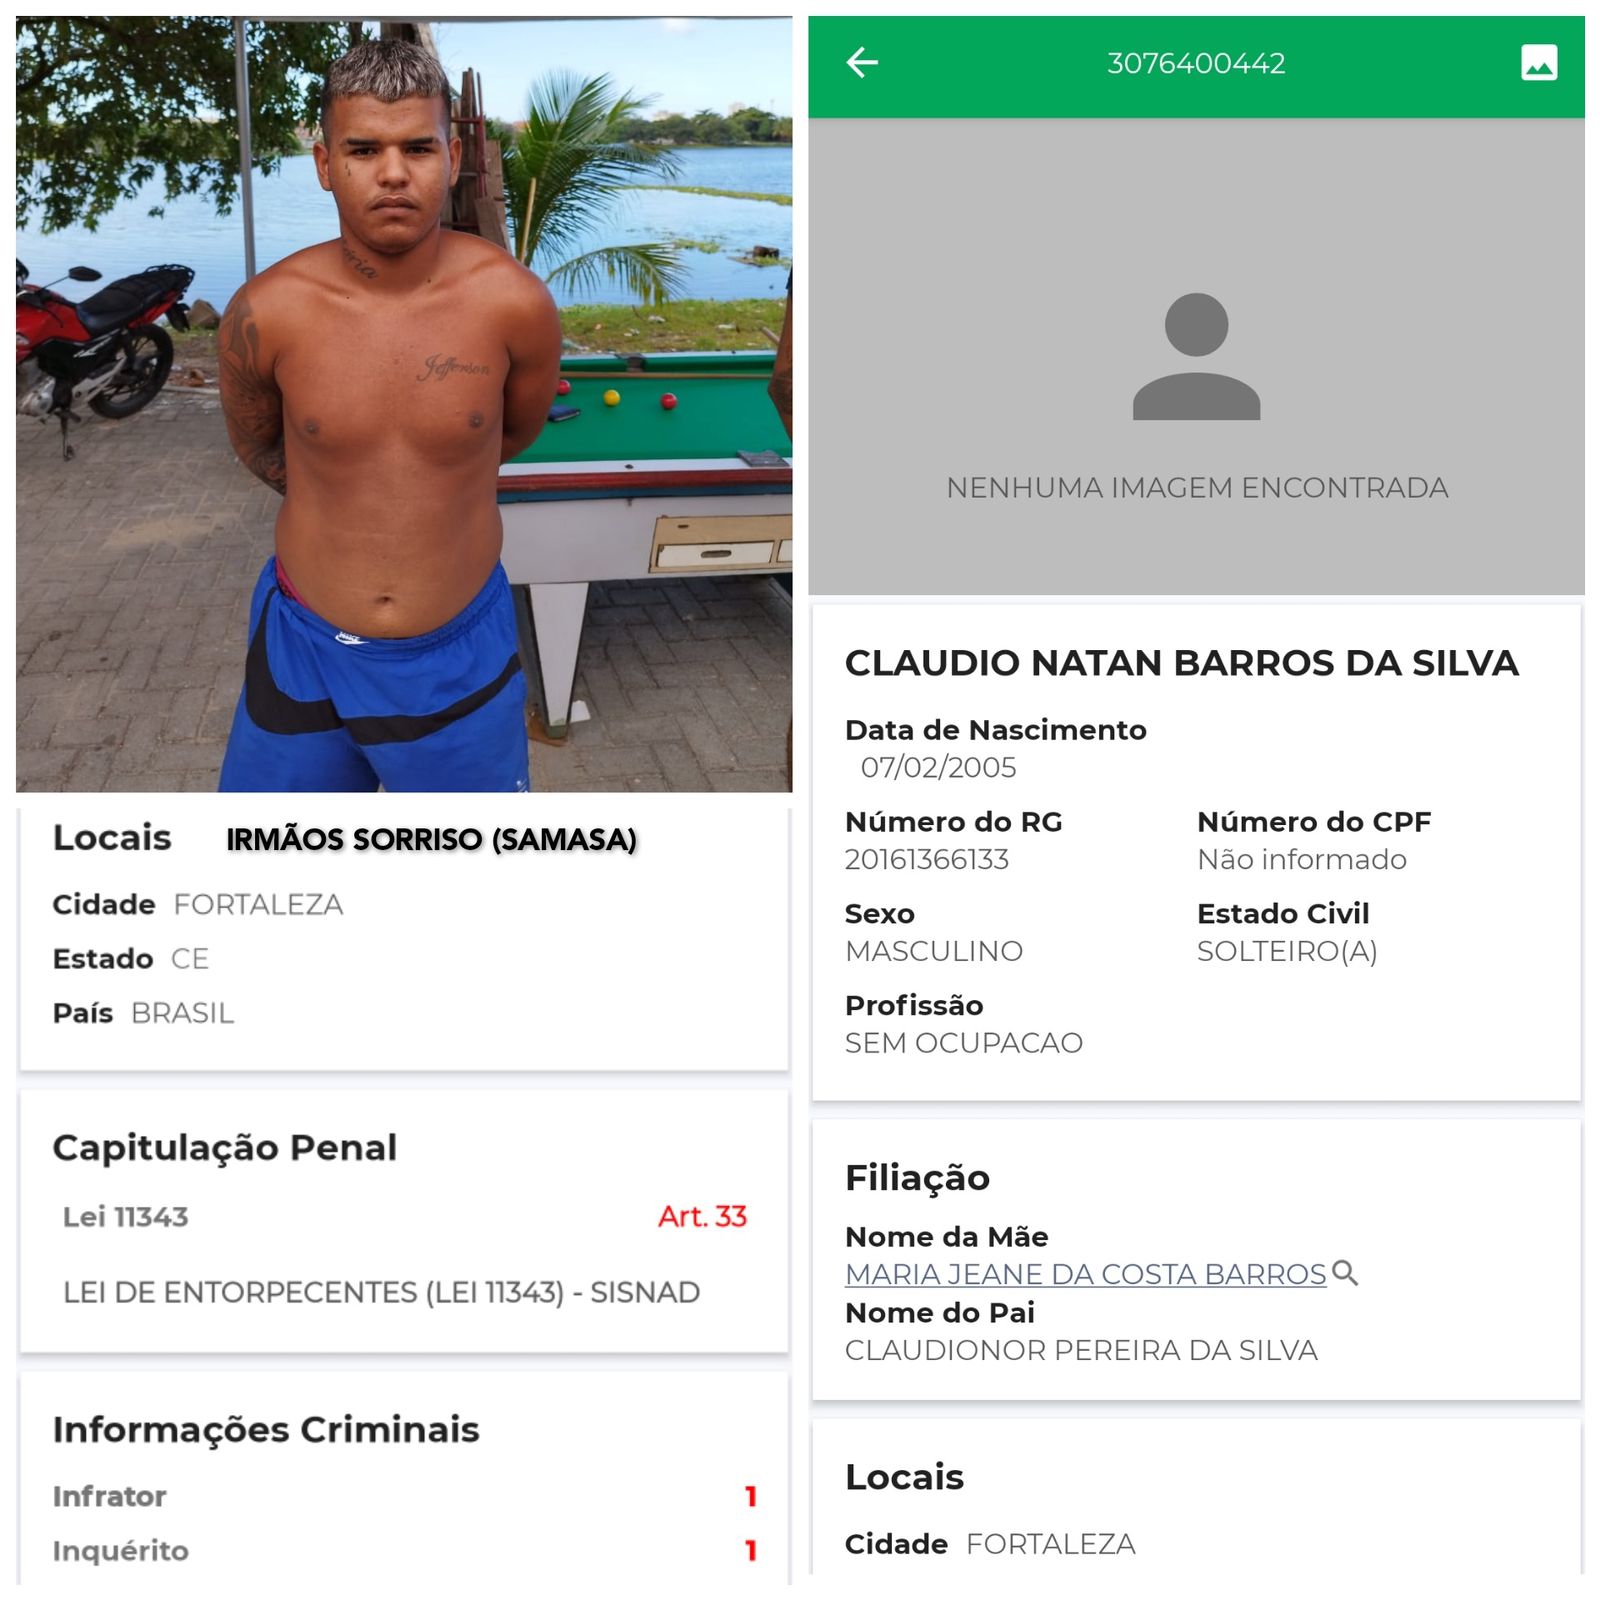 ria
Jefferson
Locais IRMÃOS SORRISO (SAMASA)
Cidade FORTALEZA
Estado CE
País BRASIL
Capitulação Penal
Lei 11343 Art. 33
LEI DE ENTORPECENTES (LEI 11343) - SISNAD
Informações Criminais
Infrator 1
Inquérito 1
3076400442
NENHUMA IMAGEM ENCONTRADA
CLAUDIO NATAN BARROS DA SILVA
Data de Nascimento
07/02/2005
Número do RG Número do CPF
20161366133 Não informado
Sexo Estado Civil
MASCULINO SOLTEIRO(A)
Profissão
SEM OCUPACAO
Filiação
Nome da Mãe
MARIA JEANE DA COSTA BARROS
Nome do Pai
CLAUDIONOR PEREIRA DA SILVA
Locais
Cidade FORTALEZA